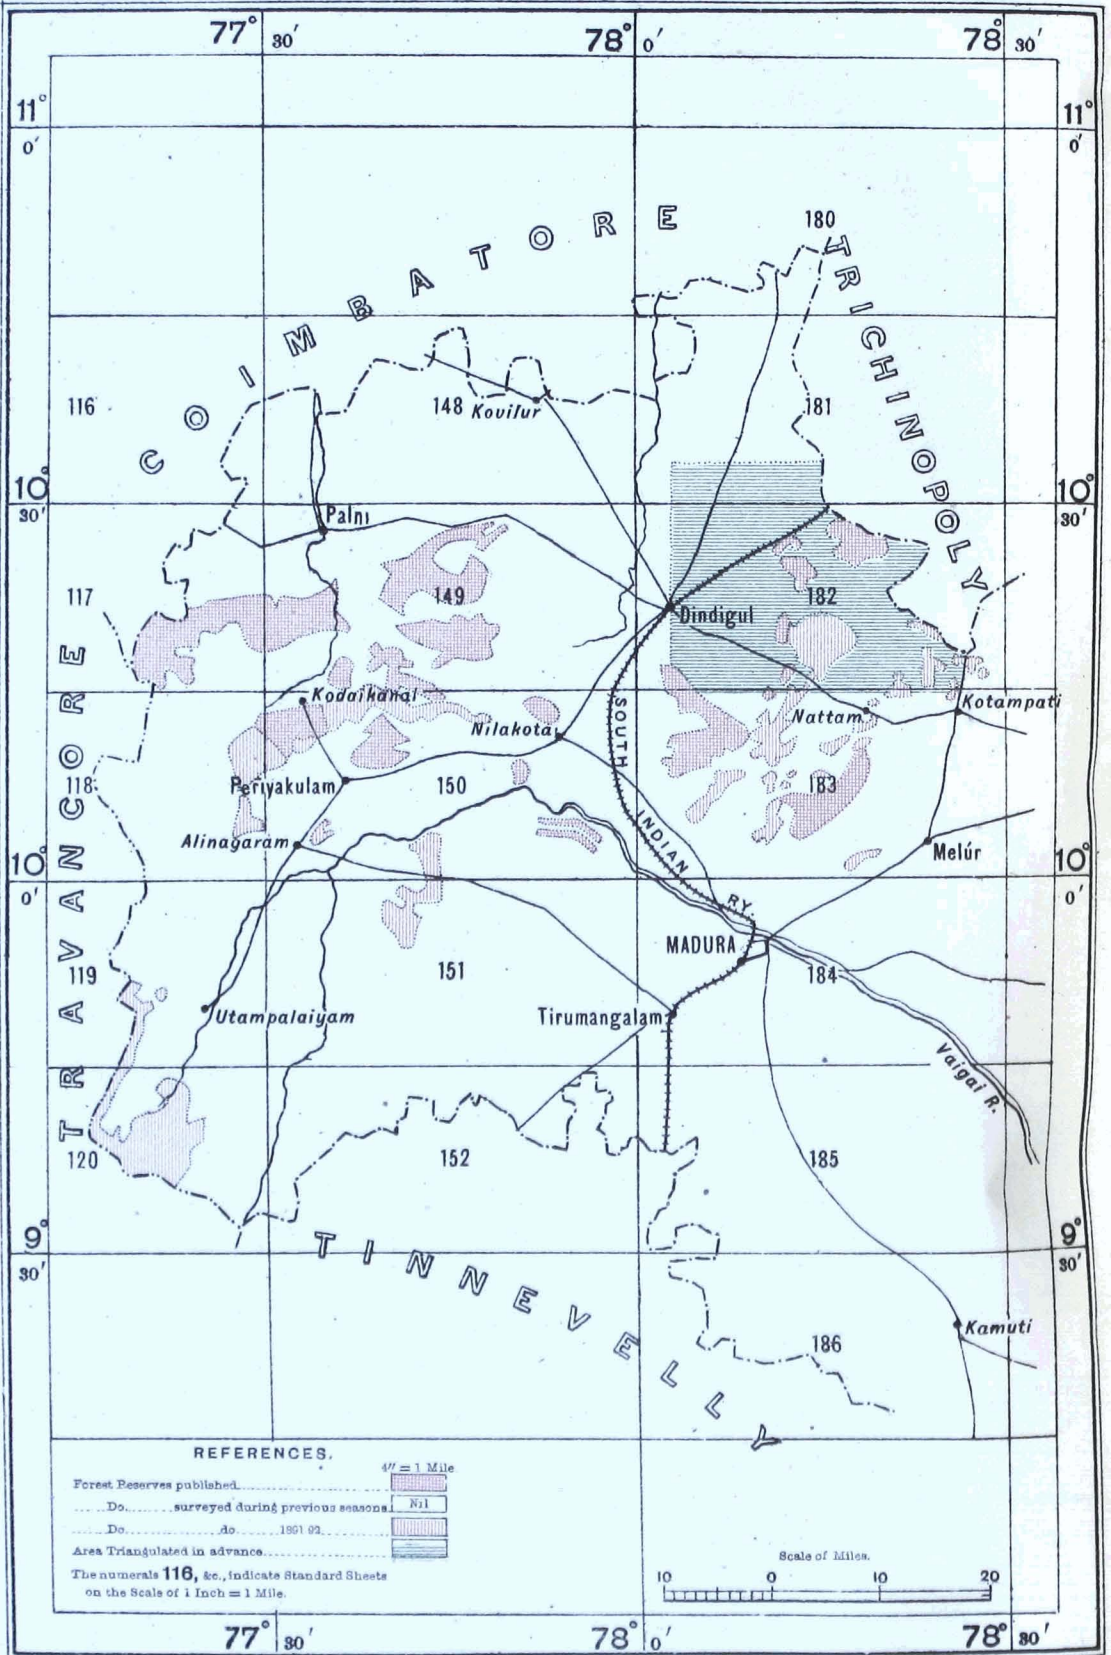 77° 30′ 78° 0′ 78° 30′
11° 0′ 11° 0′
COIMBATORE
180
TRICHINOPOLY
116 148 Kovilur 181
10° 30′ 10° 30′
Palni
117 149 182
Dindigul
TRAVANCORE
Kodaikanal
Nilakota Nattam Kotampati
SOUTH INDIAN RY.
118 Periyakulam 150 183
Alinagaram
Melúr
10° 0′ 10° 0′
MADURA
119 151 184
Utampalaiyam Tirumangalam
Vaigai R.
120 152 185
9° 30′ 9° 30′
TINNEVELLY
Kamuti
186
REFERENCES.
4″ = 1 Mile
Forest Reserves published
Do. surveyed during previous seasons Nil
Do. do. 1891-92
Area Triangulated in advance
The numerals 116, &c., indicate Standard Sheets
on the Scale of 1 Inch = 1 Mile.
Scale of Miles.
10 0 10 20
77° 30′ 78° 0′ 78° 30′